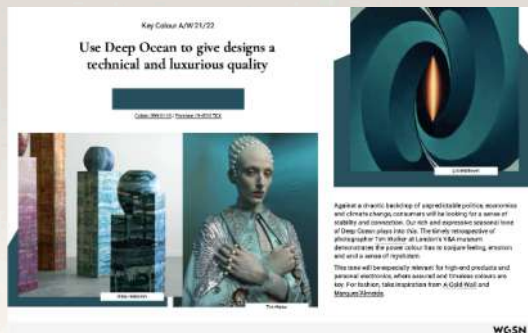 Key Colour A/W 21/22
Use Deep Ocean to give designs a
technical and luxurious quality
Against a chaotic backdrop of unpredictable politics, economics
and climate change, consumers will be looking for a sense of
stability and connection. Our rich and expressive seasonal tone
of Deep Ocean plays into this. The timely retrospective of
photographer Tim Walker at London's V&A museum
demonstrates the power colour has to conjure feeling, emotion
and and a sense of mysticism.
This tone will be especially relevant for high-end products and
personal electronics, where assured and timeless colours are
key. For fashion, take inspiration from A Cold Wall and
Marques'Almeida.
Tim Walker
WGSN